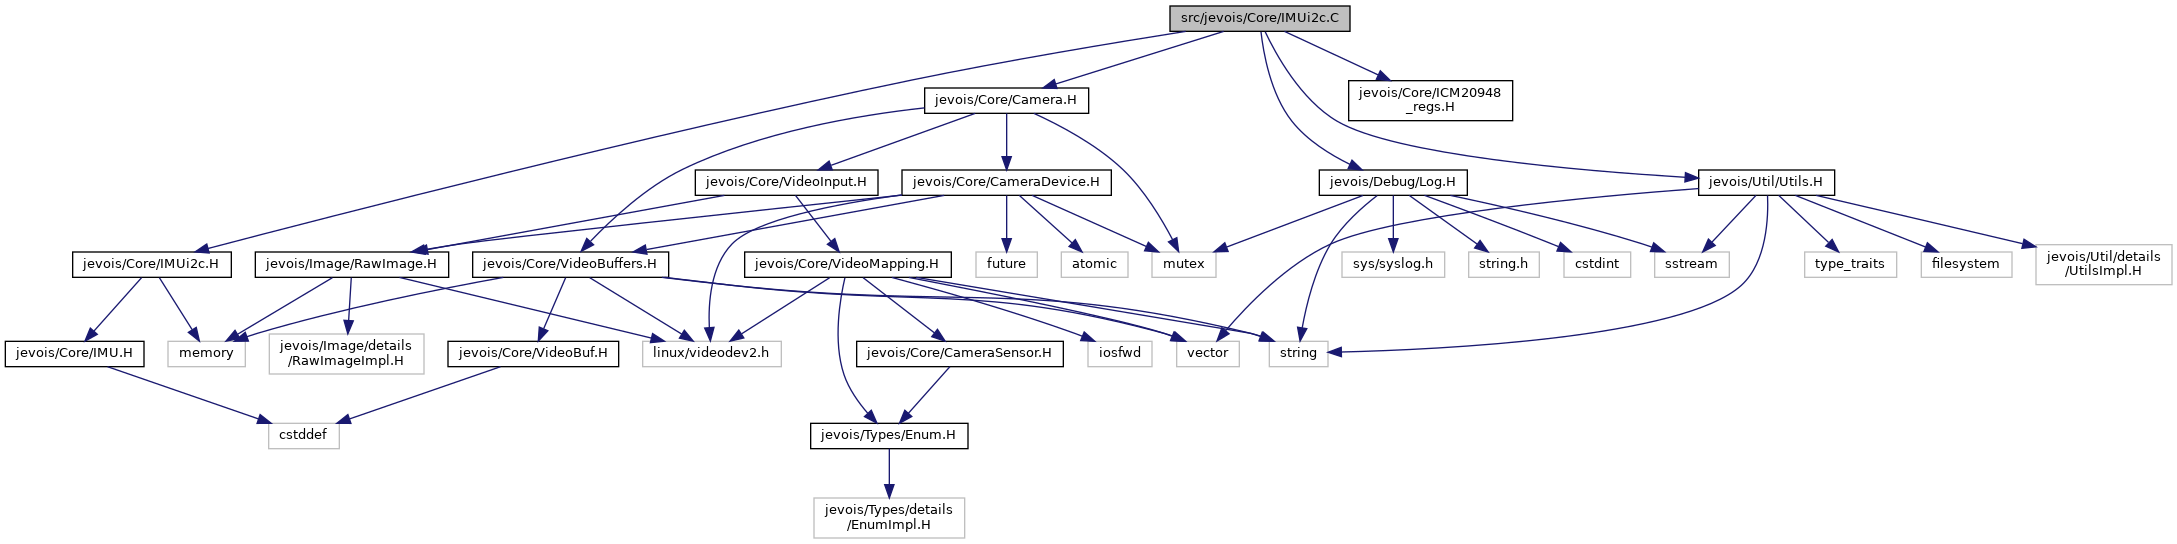 src/jevois/Core/IMUi2c.C
jevois/Core/Camera.H
jevois/Core/ICM20948
_regs.H
jevois/Core/VideoInput.H
jevois/Core/CameraDevice.H
jevois/Debug/Log.H
jevois/Util/Utils.H
jevois/Core/IMUi2c.H
jevois/Image/RawImage.H
jevois/Core/VideoBuffers.H
jevois/Core/VideoMapping.H
future
atomic
mutex
sys/syslog.h
string.h
cstdint
sstream
type_traits
filesystem
jevois/Util/details
/UtilsImpl.H
jevois/Core/IMU.H
memory
jevois/Image/details
/RawImageImpl.H
jevois/Core/VideoBuf.H
linux/videodev2.h
jevois/Core/CameraSensor.H
iosfwd
vector
string
cstddef
jevois/Types/Enum.H
jevois/Types/details
/EnumImpl.H